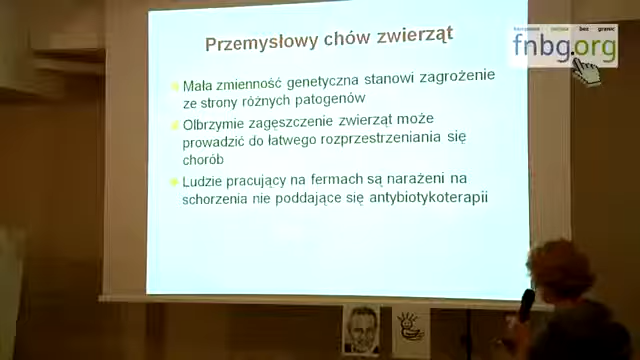 Przemysłowy chów zwierząt
Mała zmienność genetyczna stanowi zagrożenie
ze strony różnych patogenów
Olbrzymie zagęszczenie zwierząt może
prowadzić do łatwego rozprzestrzeniania się
chorób
Ludzie pracujący na fermach są narażeni na
schorzenia nie poddające się antybiotykoterapii
bez granic
fnbg.org